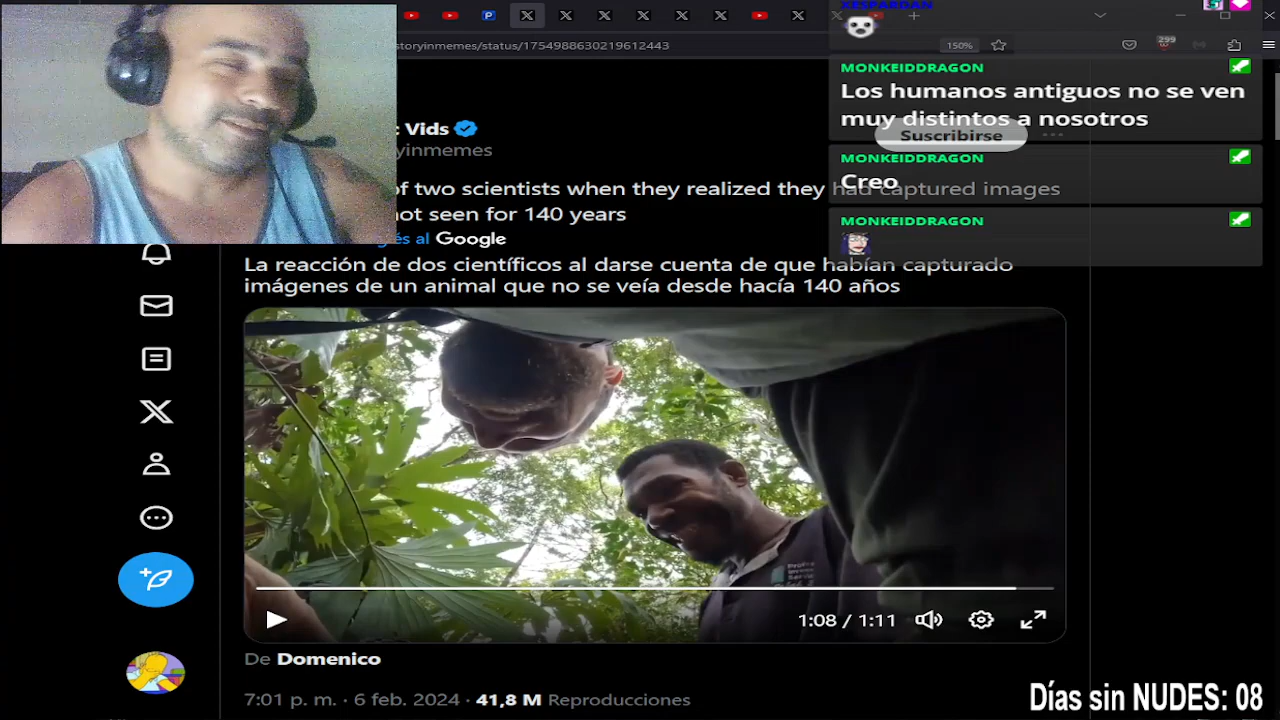 storyinmemes/status/1754988630219612443
150%
299
XESPARDAN
MONKEIDDRAGON
Los humanos antiguos no se ven
muy distintos a nosotros
Suscribirse
MONKEIDDRAGON
Creo
MONKEIDDRAGON
Vids
yinmemes
of two scientists when they realized they had captured images
not seen for 140 years
és al Google
La reacción de dos científicos al darse cuenta de que habían capturado
imágenes de un animal que no se veía desde hacía 140 años
1:08 / 1:11
De Domenico
7:01 p. m. · 6 feb. 2024 · 41,8 M Reproducciones
Días sin NUDES: 08